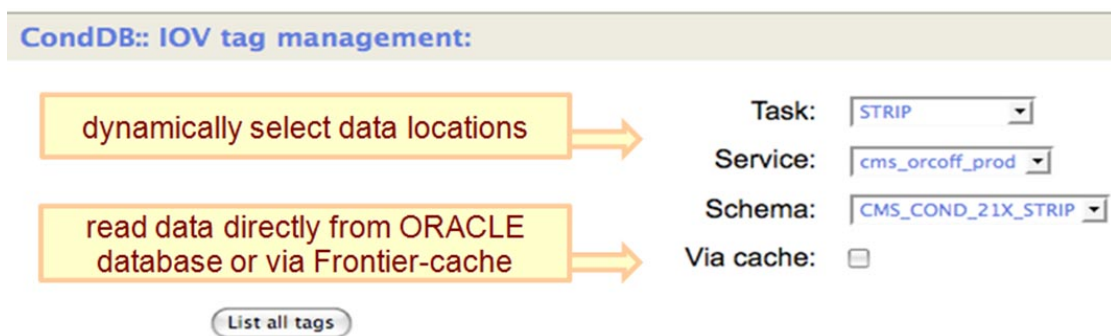 CondDB:: IOV tag management:
dynamically select data locations
Task: STRIP
Service: cms_orcoff_prod
Schema: CMS_COND_21X_STRIP
read data directly from ORACLE
database or via Frontier-cache
Via cache:
List all tags